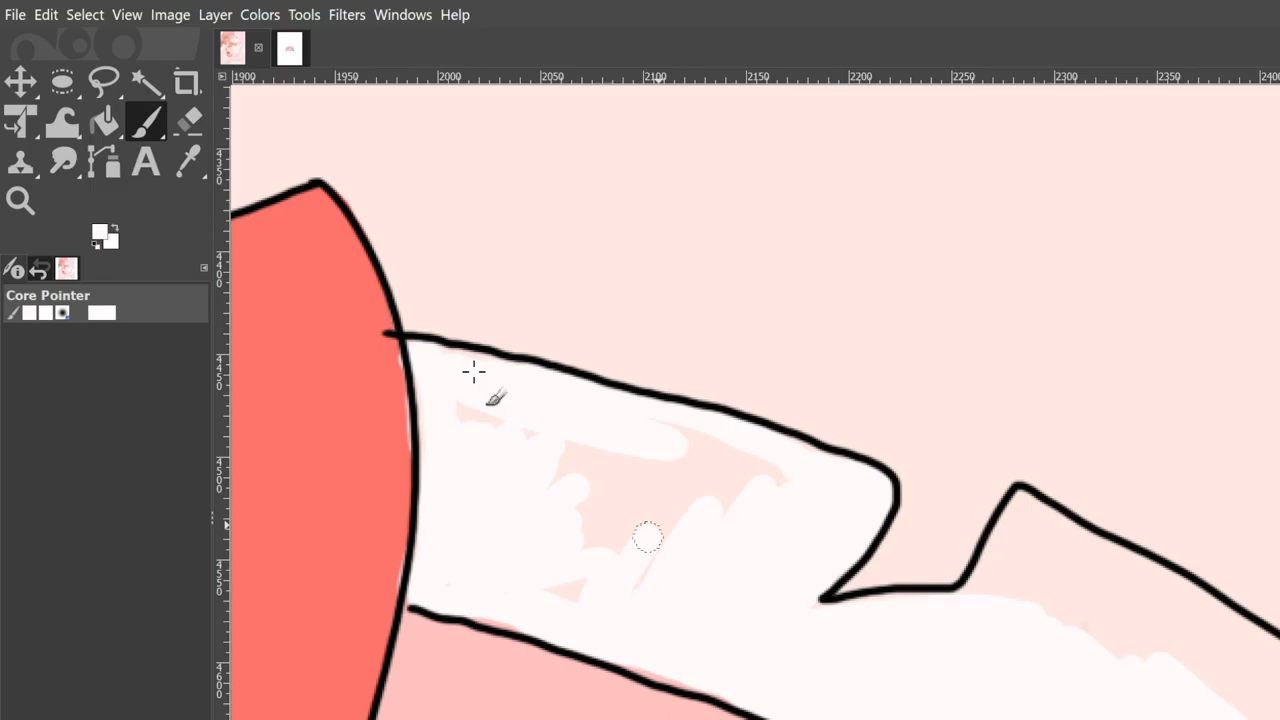 File Edit Select View Image Layer Colors Tools Filters Windows Help
1900 1950 2000 2050 2100 2150 2200 2250 2300 2350 2400
Core Pointer